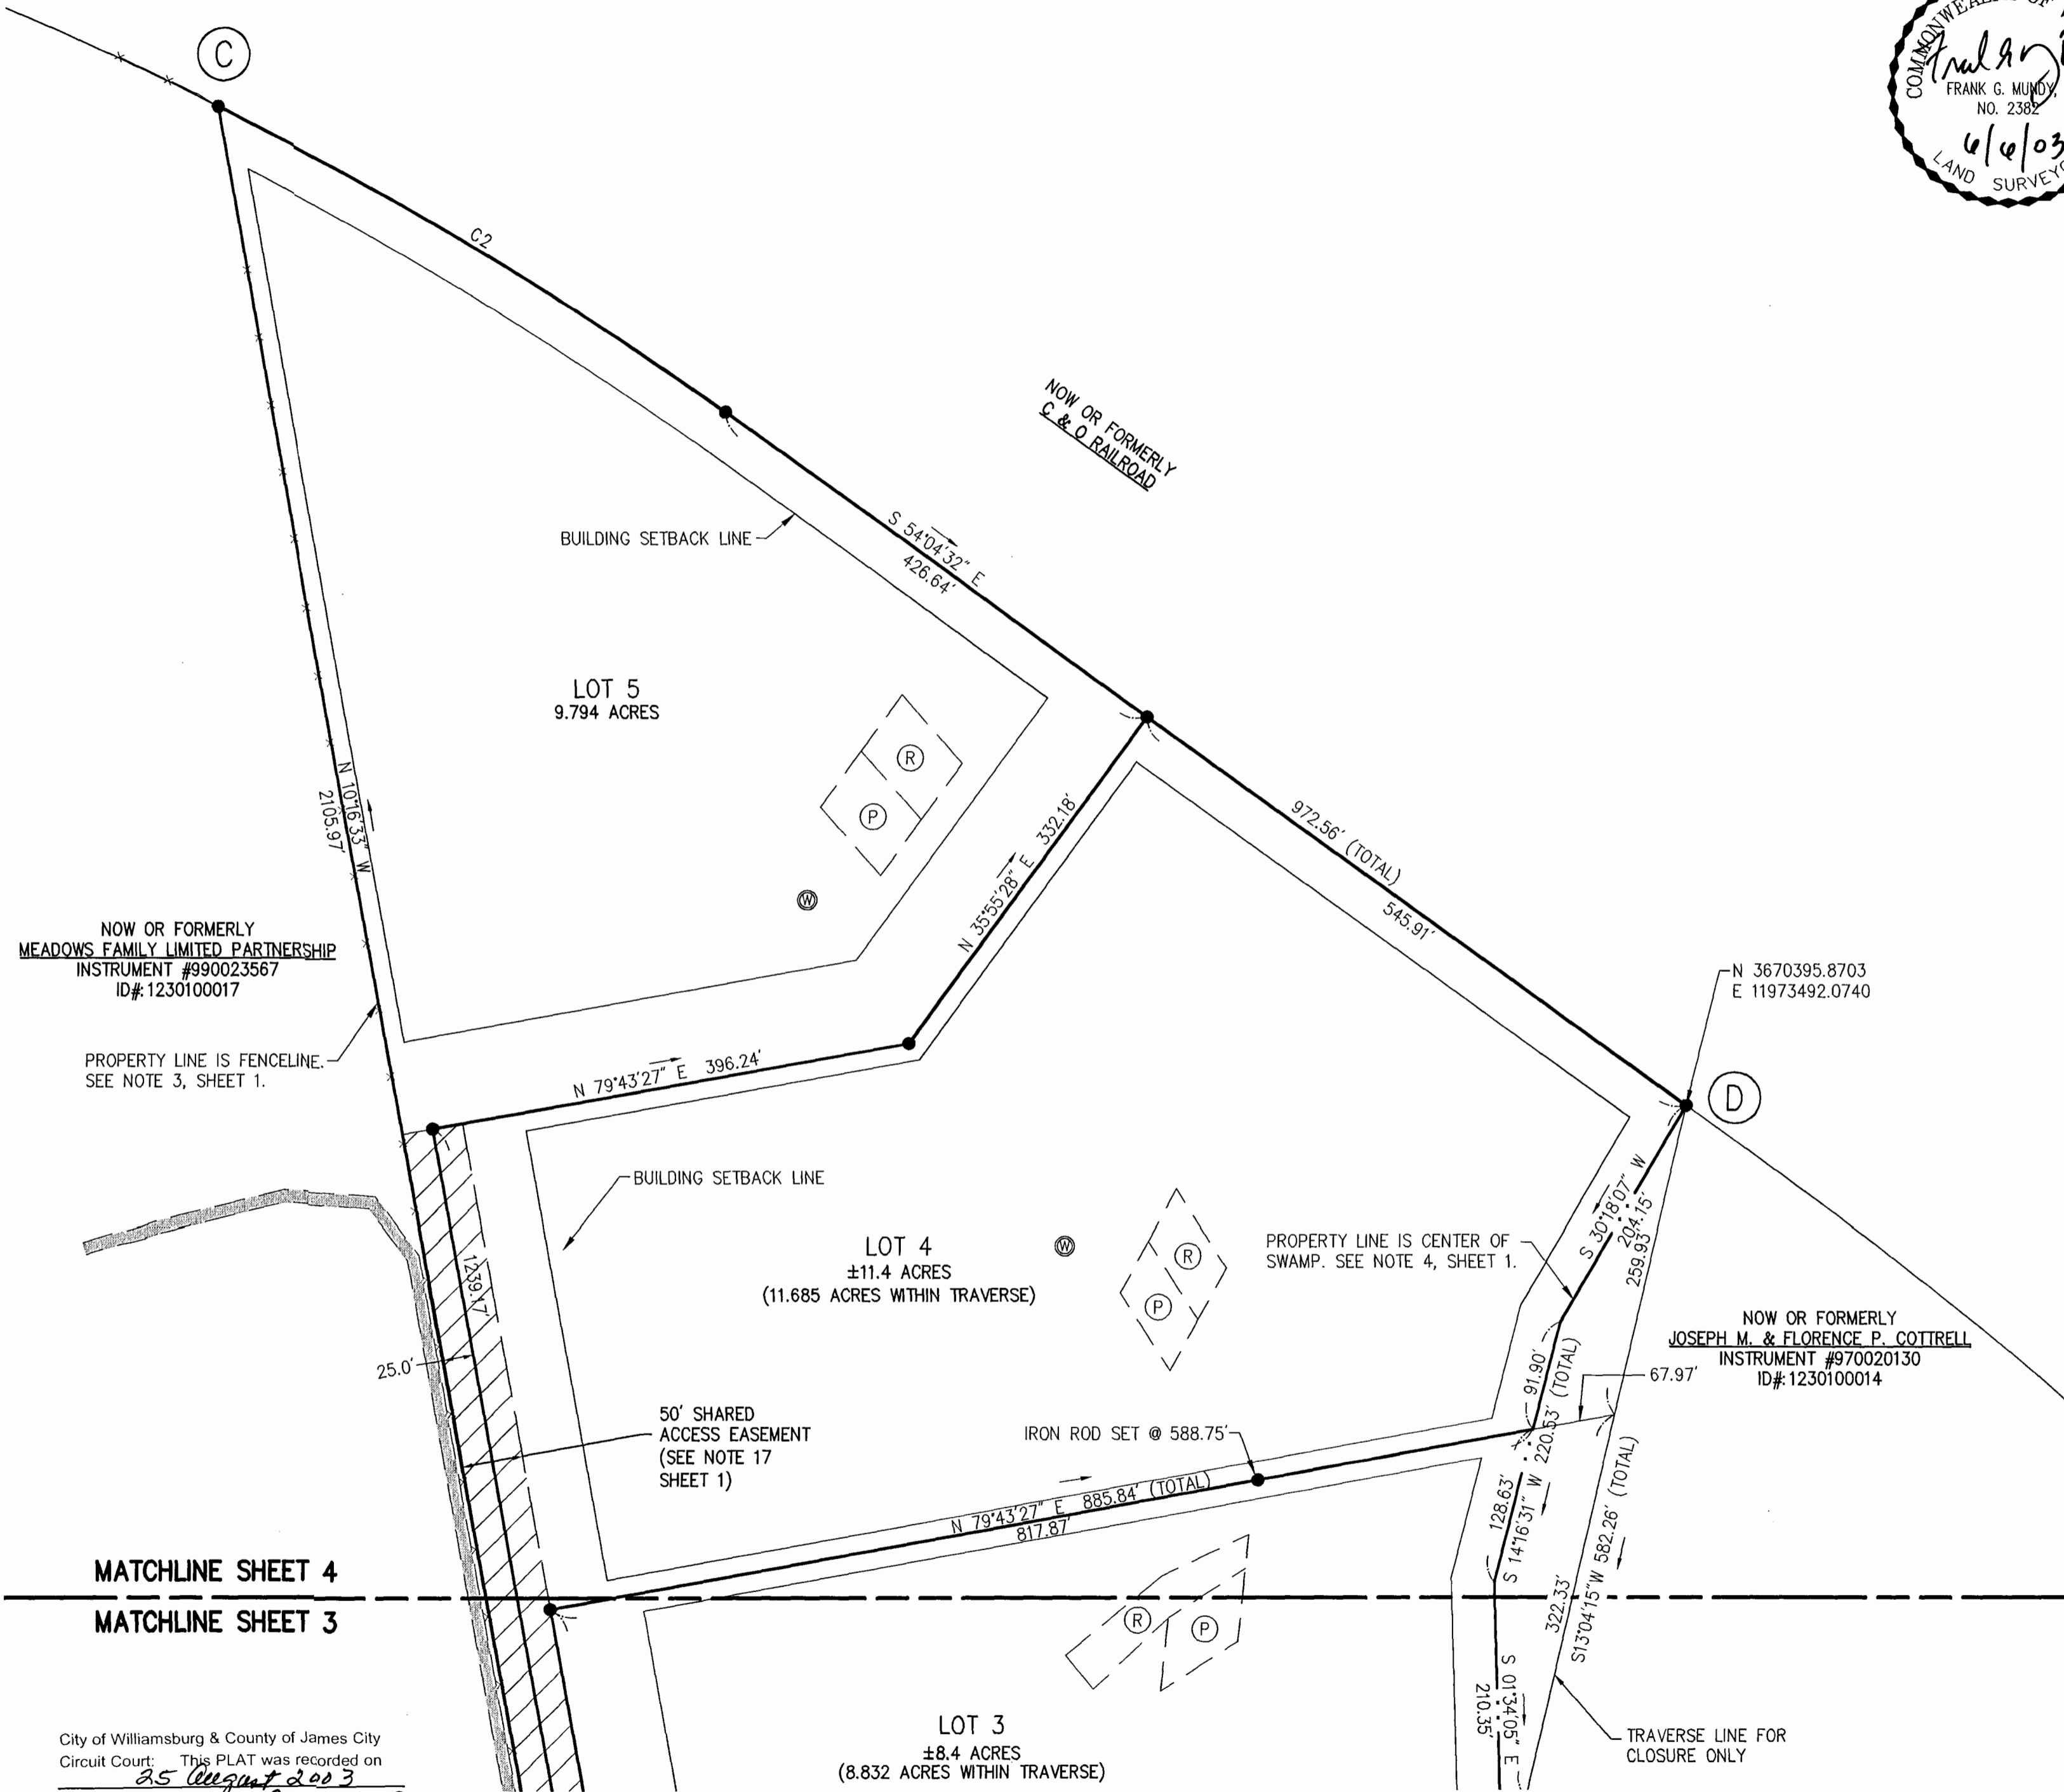 C
COMMONWEALTH OF
FRANK G. MUNDY,
NO. 2382
6/6/03
LAND SURVEYO
C2
NOW OR FORMERLY
C & O RAILROAD
BUILDING SETBACK LINE
S 54°04'32" E
426.64'
LOT 5
9.794 ACRES
R
P
W
N 10°16'33" W
2105.97'
N 35°55'28" E 332.18'
972.56' (TOTAL)
545.91'
NOW OR FORMERLY
MEADOWS FAMILY LIMITED PARTNERSHIP
INSTRUMENT #990023567
ID#: 1230100017
N 3670395.8703
E 11973492.0740
PROPERTY LINE IS FENCELINE.
SEE NOTE 3, SHEET 1.
N 79°43'27" E 396.24'
D
BUILDING SETBACK LINE
S 30°18'07" W
204.15'
259.93'
LOT 4
±11.4 ACRES
(11.685 ACRES WITHIN TRAVERSE)
W
R
P
PROPERTY LINE IS CENTER OF
SWAMP. SEE NOTE 4, SHEET 1.
1239.17'
25.0'
NOW OR FORMERLY
JOSEPH M. & FLORENCE P. COTTRELL
INSTRUMENT #970020130
ID#: 1230100014
91.90'
67.97'
50' SHARED
ACCESS EASEMENT
(SEE NOTE 17
SHEET 1)
IRON ROD SET @ 588.75'
N 79°43'27" E 885.84' (TOTAL)
817.87'
128.63'
S 14°16'31" W 220.53' (TOTAL)
S13°04'15"W 582.26' (TOTAL)
322.33'
MATCHLINE SHEET 4
MATCHLINE SHEET 3
R
P
S 01°34'05" E
210.35'
LOT 3
±8.4 ACRES
(8.832 ACRES WITHIN TRAVERSE)
TRAVERSE LINE FOR
CLOSURE ONLY
City of Williamsburg & County of James City
Circuit Court: This PLAT was recorded on
25 August 2003